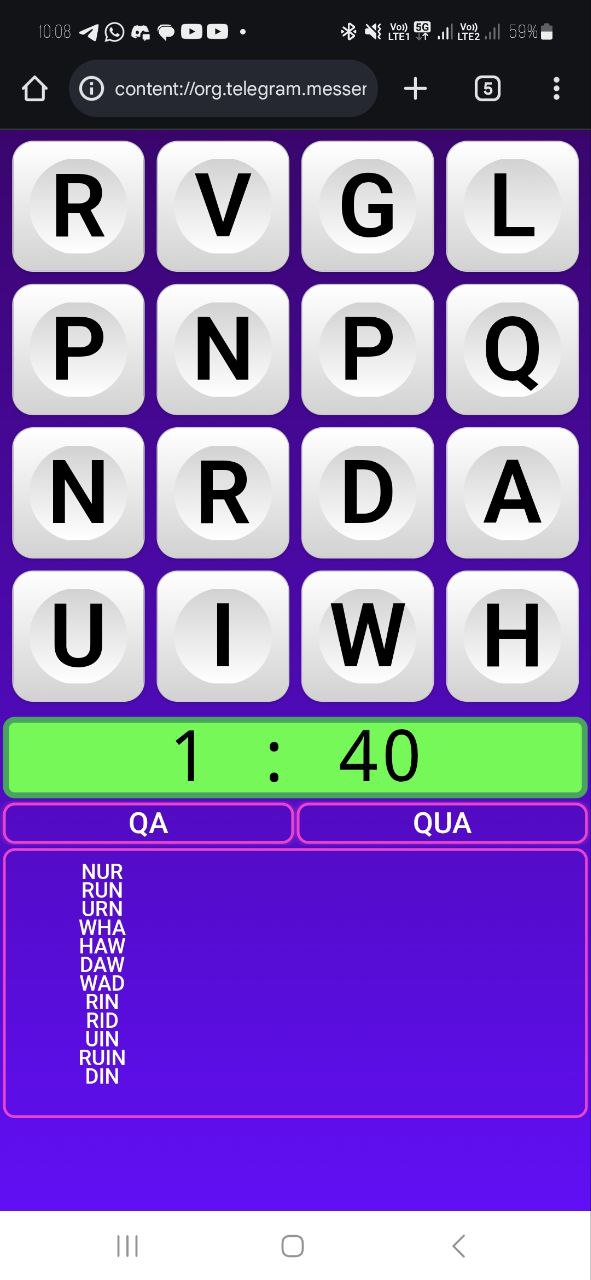 10:08 Vo)) LTE1 5G Vo)) LTE2 59%
content://org.telegram.messer 5
R V G L
P N P Q
N R D A
U I W H
1 : 40
QA QUA
NUR
RUN
URN
WHA
HAW
DAW
WAD
RIN
RID
UIN
RUIN
DIN